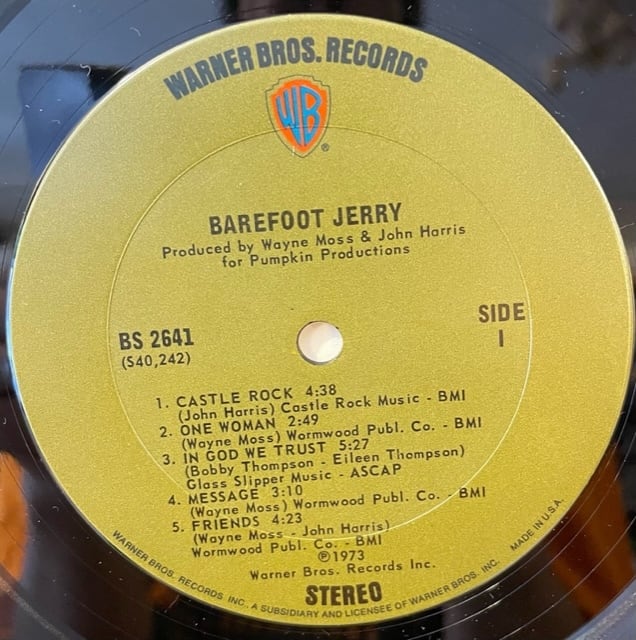 WARNER BROS. RECORDS
WB
®
BAREFOOT JERRY
Produced by Wayne Moss & John Harris
for Pumpkin Productions
BS 2641
(S40,242)
SIDE
1
1. CASTLE ROCK 4:38
(John Harris) Castle Rock Music - BMI
2. ONE WOMAN 2:49
(Wayne Moss) Wormwood Publ. Co. - BMI
3. IN GOD WE TRUST 5:27
(Bobby Thompson - Eileen Thompson)
Glass Slipper Music - ASCAP
4. MESSAGE 3:10
(Wayne Moss) Wormwood Publ. Co. - BMI
5. FRIENDS 4:23
(Wayne Moss - John Harris)
Wormwood Publ. Co. - BMI
℗1973
Warner Bros. Records Inc.
STEREO
WARNER BROS. RECORDS INC., A SUBSIDIARY AND LICENSEE OF WARNER BROS. INC. MADE IN U.S.A.